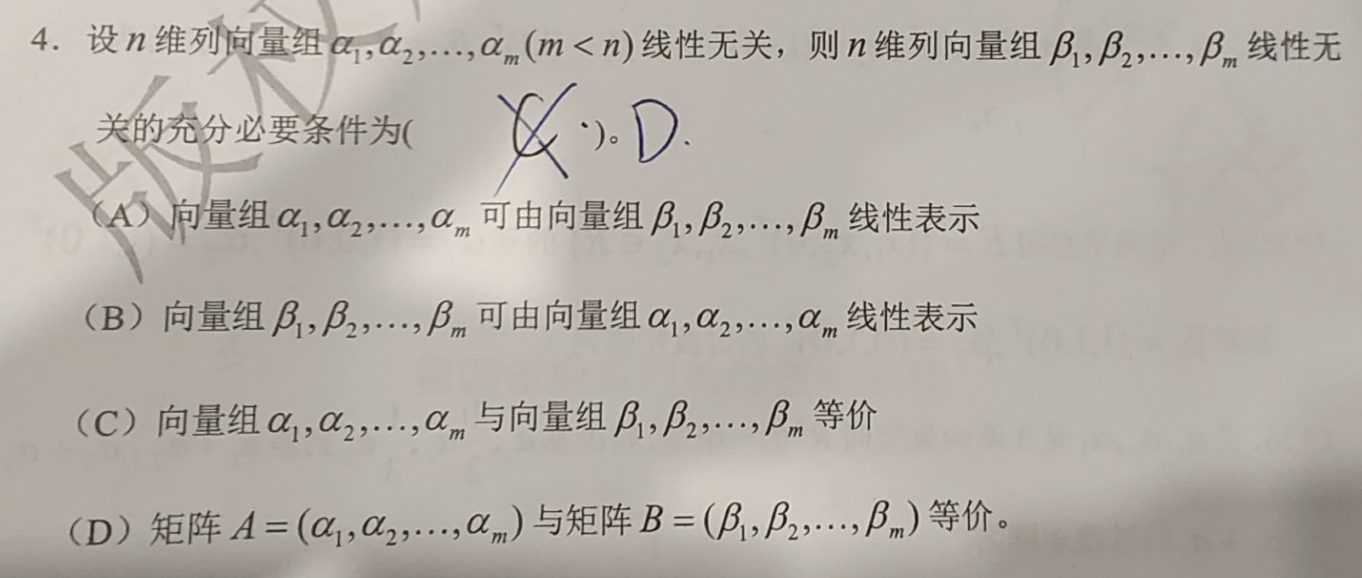 4. 设n维列向量组α₁,α₂,…,αₘ(m<n)线性无关，则n维列向量组β₁,β₂,…,βₘ线性无
关的充分必要条件为( )。D.
(A) 向量组α₁,α₂,…,αₘ可由向量组β₁,β₂,…,βₘ线性表示
(B) 向量组β₁,β₂,…,βₘ可由向量组α₁,α₂,…,αₘ线性表示
(C) 向量组α₁,α₂,…,αₘ与向量组β₁,β₂,…,βₘ等价
(D) 矩阵A=(α₁,α₂,…,αₘ)与矩阵B=(β₁,β₂,…,βₘ)等价。
版权